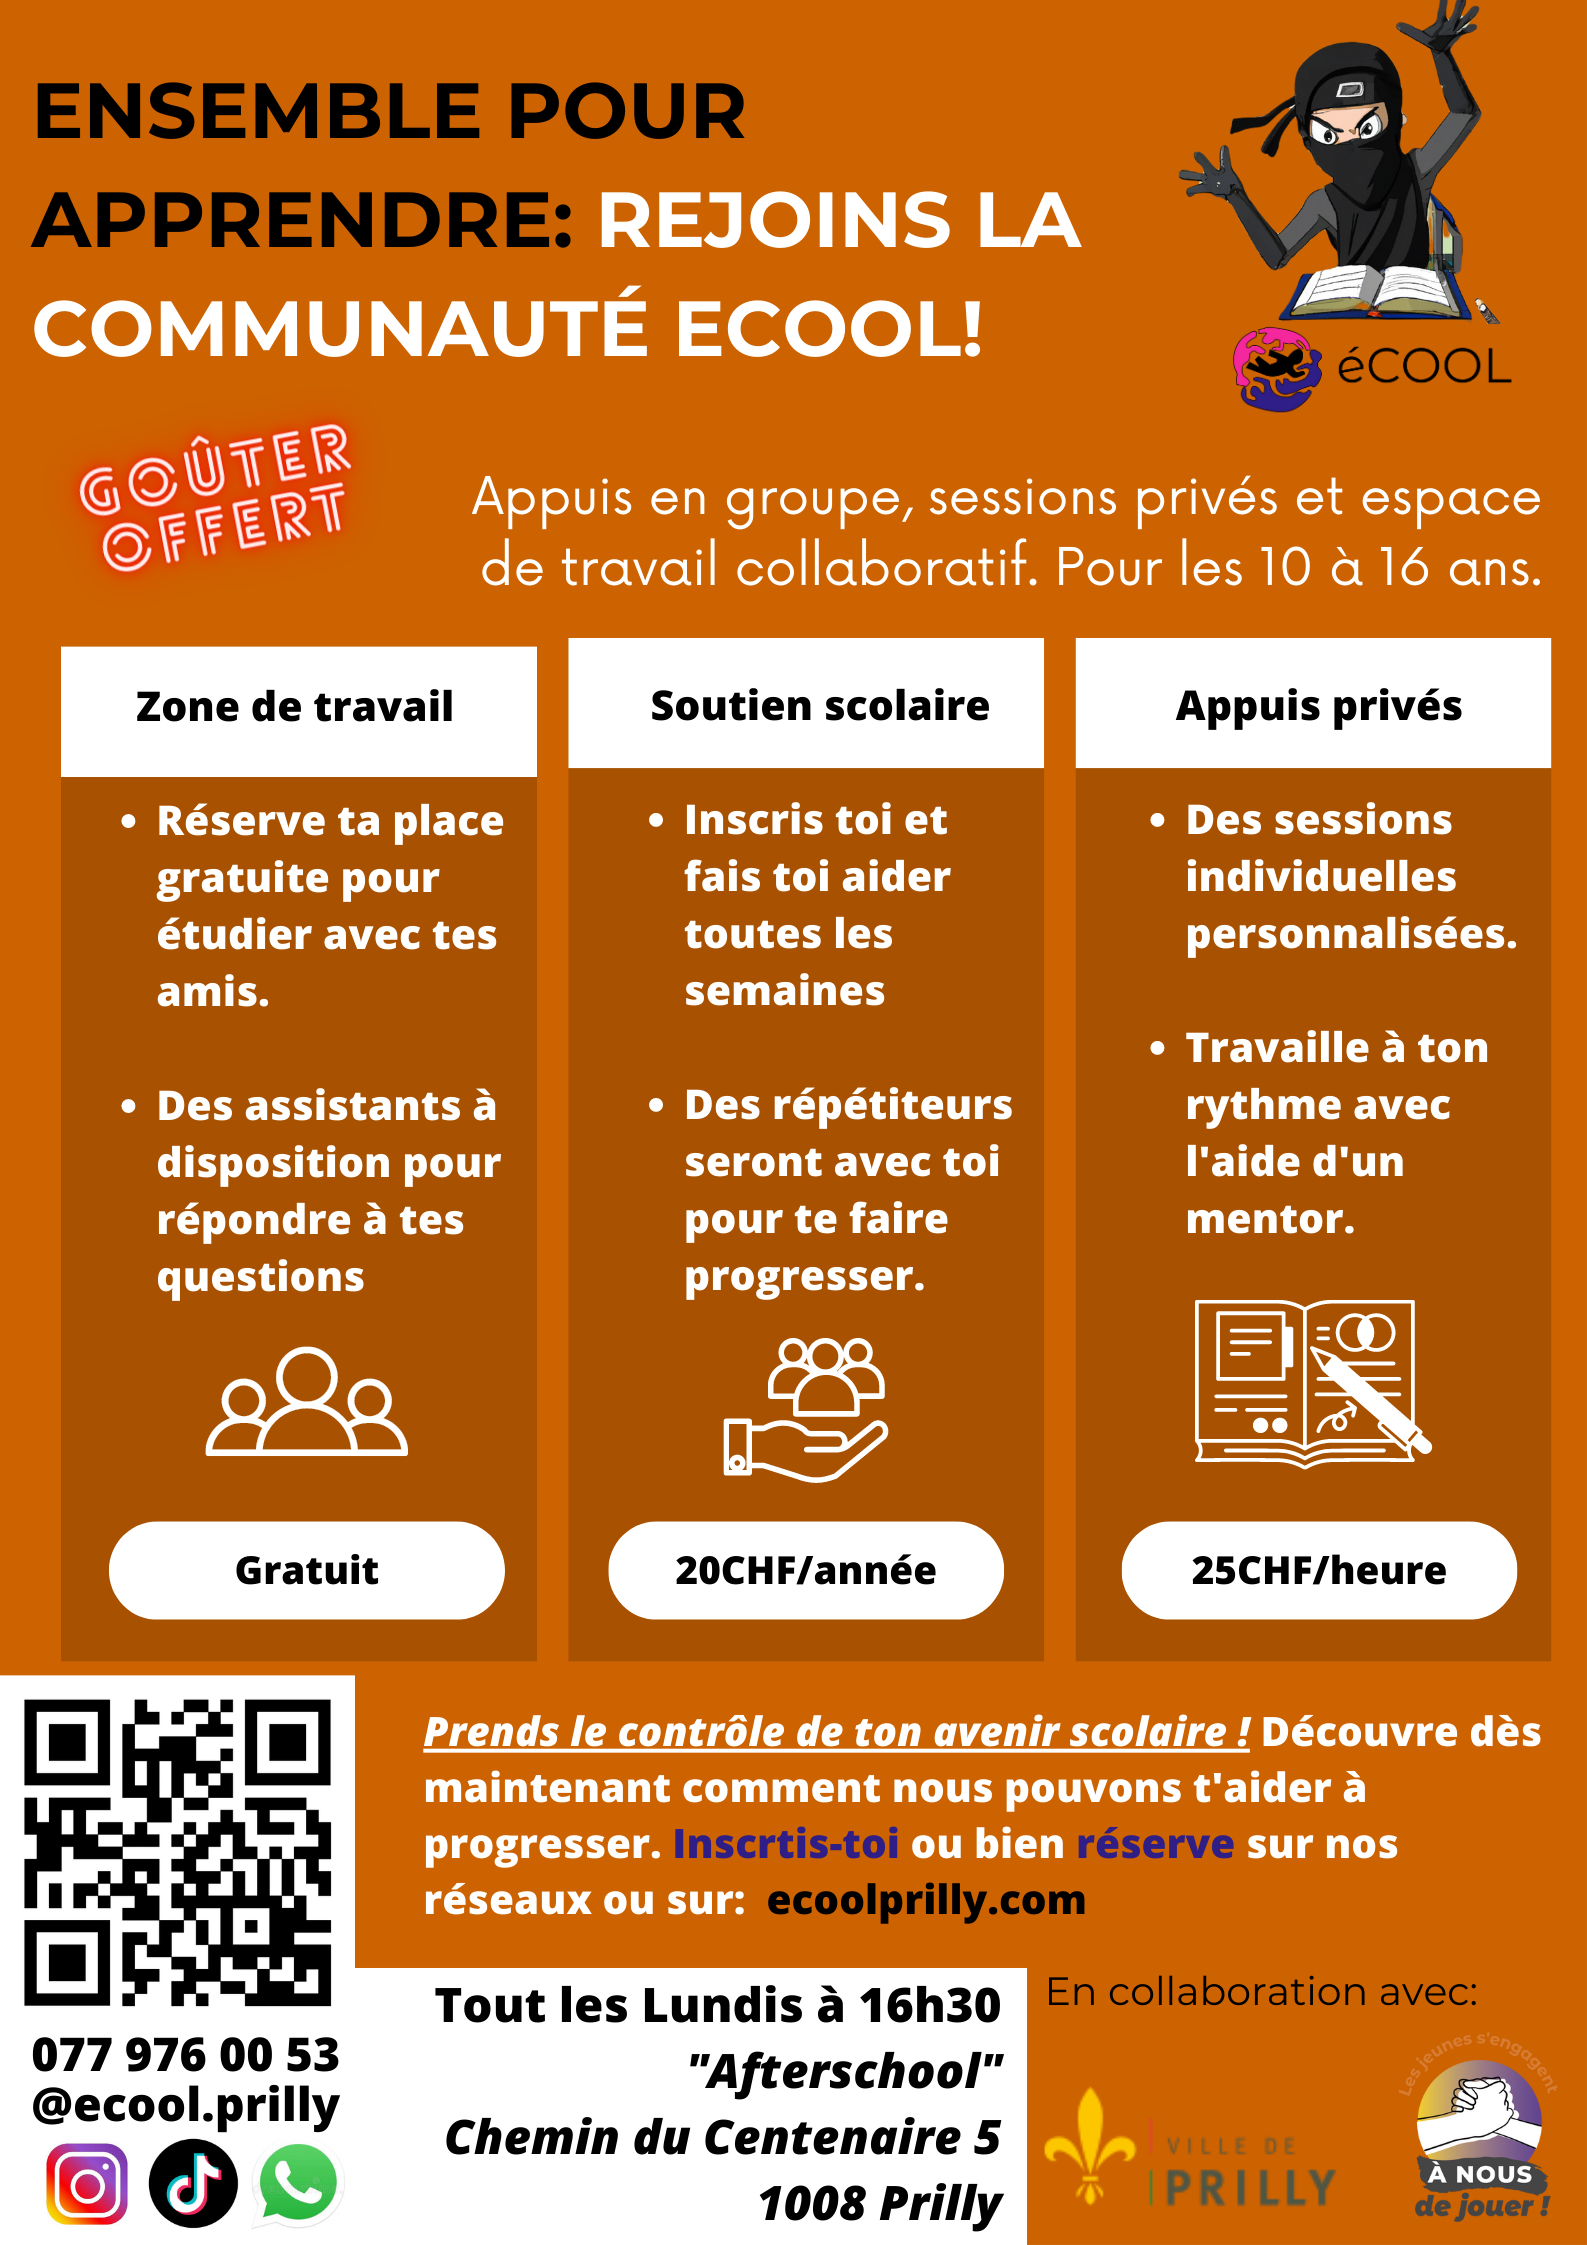 ENSEMBLE POUR
APPRENDRE: REJOINS LA
COMMUNAUTÉ ECOOL!
éCOOL
GOÛTER
OFFERT
Appuis en groupe, sessions privés et espace
de travail collaboratif. Pour les 10 à 16 ans.
Zone de travail
• Réserve ta place
gratuite pour
étudier avec tes
amis.
• Des assistants à
disposition pour
répondre à tes
questions
Gratuit
Soutien scolaire
• Inscris toi et
fais toi aider
toutes les
semaines
• Des répétiteurs
seront avec toi
pour te faire
progresser.
20CHF/année
Appuis privés
• Des sessions
individuelles
personnalisées.
• Travaille à ton
rythme avec
l'aide d'un
mentor.
25CHF/heure
Prends le contrôle de ton avenir scolaire ! Découvre dès
maintenant comment nous pouvons t'aider à
progresser. Inscrtis-toi ou bien réserve sur nos
réseaux ou sur: ecoolprilly.com
077 976 00 53
@ecool.prilly
Tout les Lundis à 16h30
"Afterschool"
Chemin du Centenaire 5
1008 Prilly
En collaboration avec:
VILLE DE
PRILLY
Les jeunes s'engagent
À NOUS
de jouer !